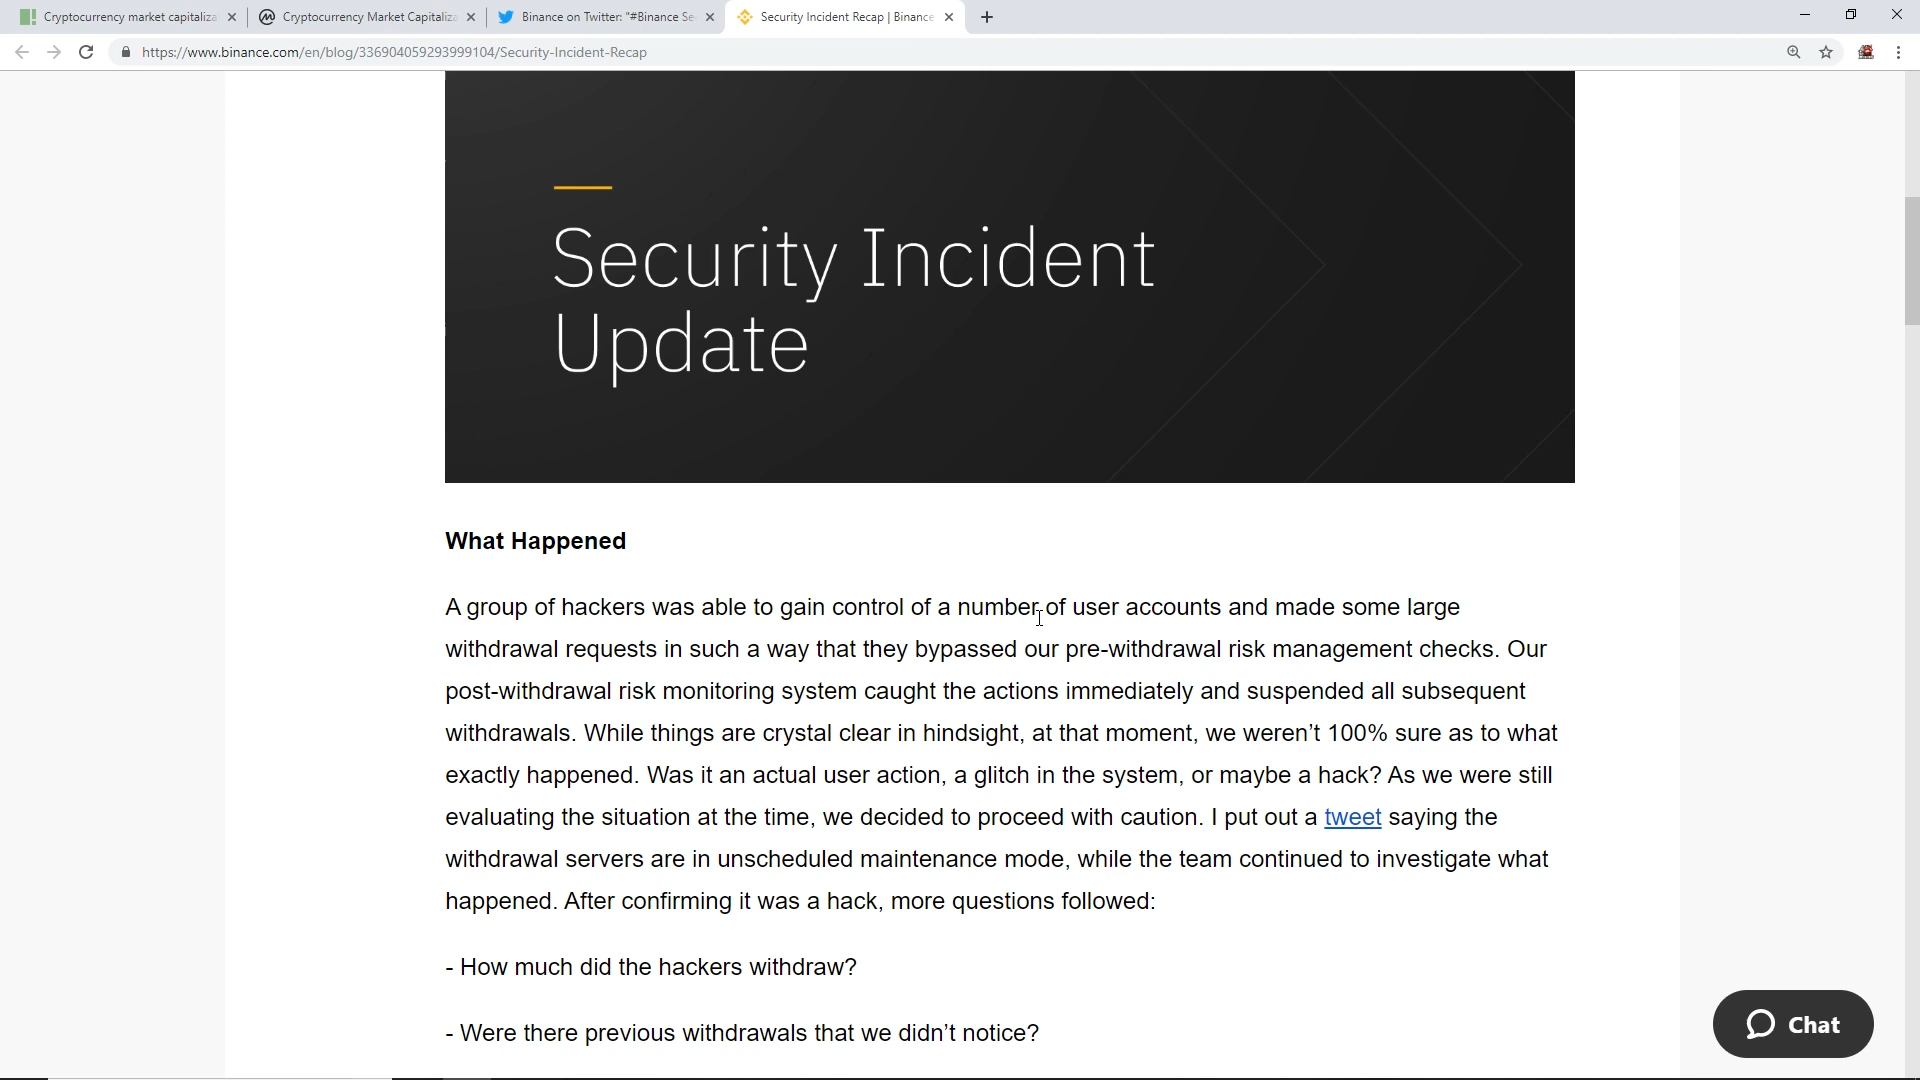 Cryptocurrency market capitaliza
Cryptocurrency Market Capitaliza
Binance on Twitter: "#Binance Se
Security Incident Recap | Binance
https://www.binance.com/en/blog/336904059293999104/Security-Incident-Recap
Security Incident
Update
What Happened
A group of hackers was able to gain control of a number of user accounts and made some large
withdrawal requests in such a way that they bypassed our pre-withdrawal risk management checks. Our
post-withdrawal risk monitoring system caught the actions immediately and suspended all subsequent
withdrawals. While things are crystal clear in hindsight, at that moment, we weren’t 100% sure as to what
exactly happened. Was it an actual user action, a glitch in the system, or maybe a hack? As we were still
evaluating the situation at the time, we decided to proceed with caution. I put out a tweet saying the
withdrawal servers are in unscheduled maintenance mode, while the team continued to investigate what
happened. After confirming it was a hack, more questions followed:
- How much did the hackers withdraw?
- Were there previous withdrawals that we didn’t notice?
Chat